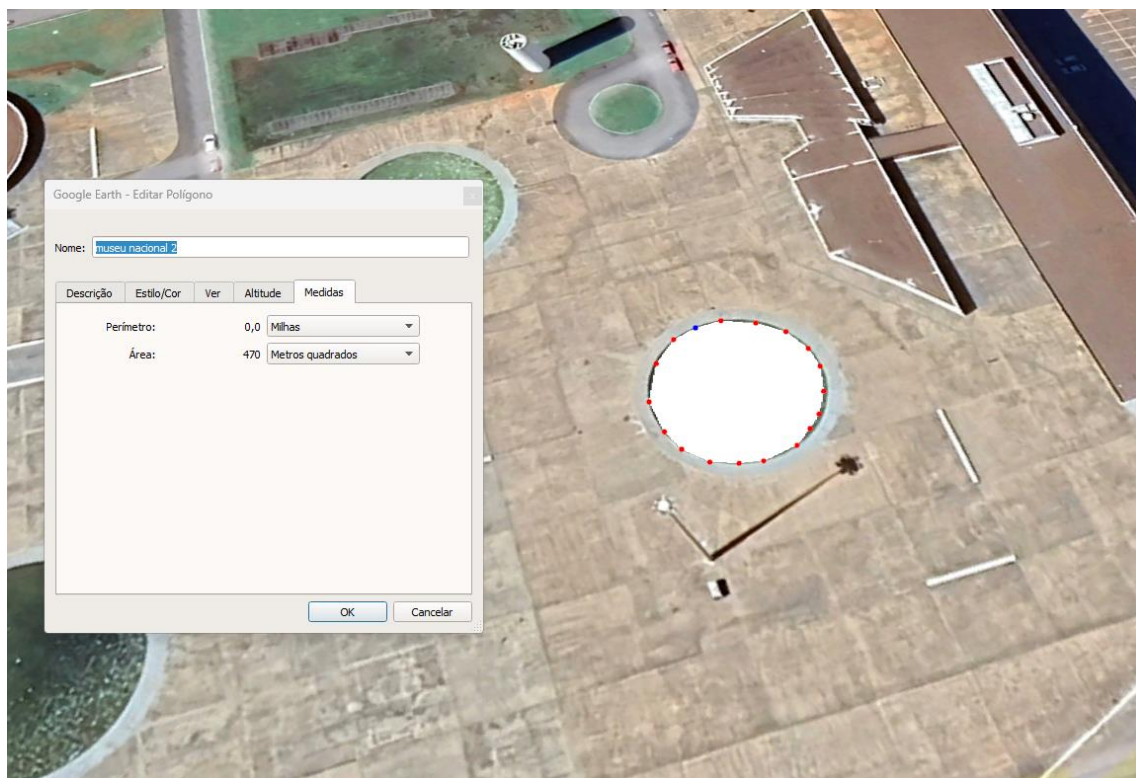 Google Earth - Editar Polígono
Nome: museu nacional 2
Descrição Estilo/Cor Ver Altitude Medidas
Perímetro: 0,0 Milhas
Área: 470 Metros quadrados
OK Cancelar